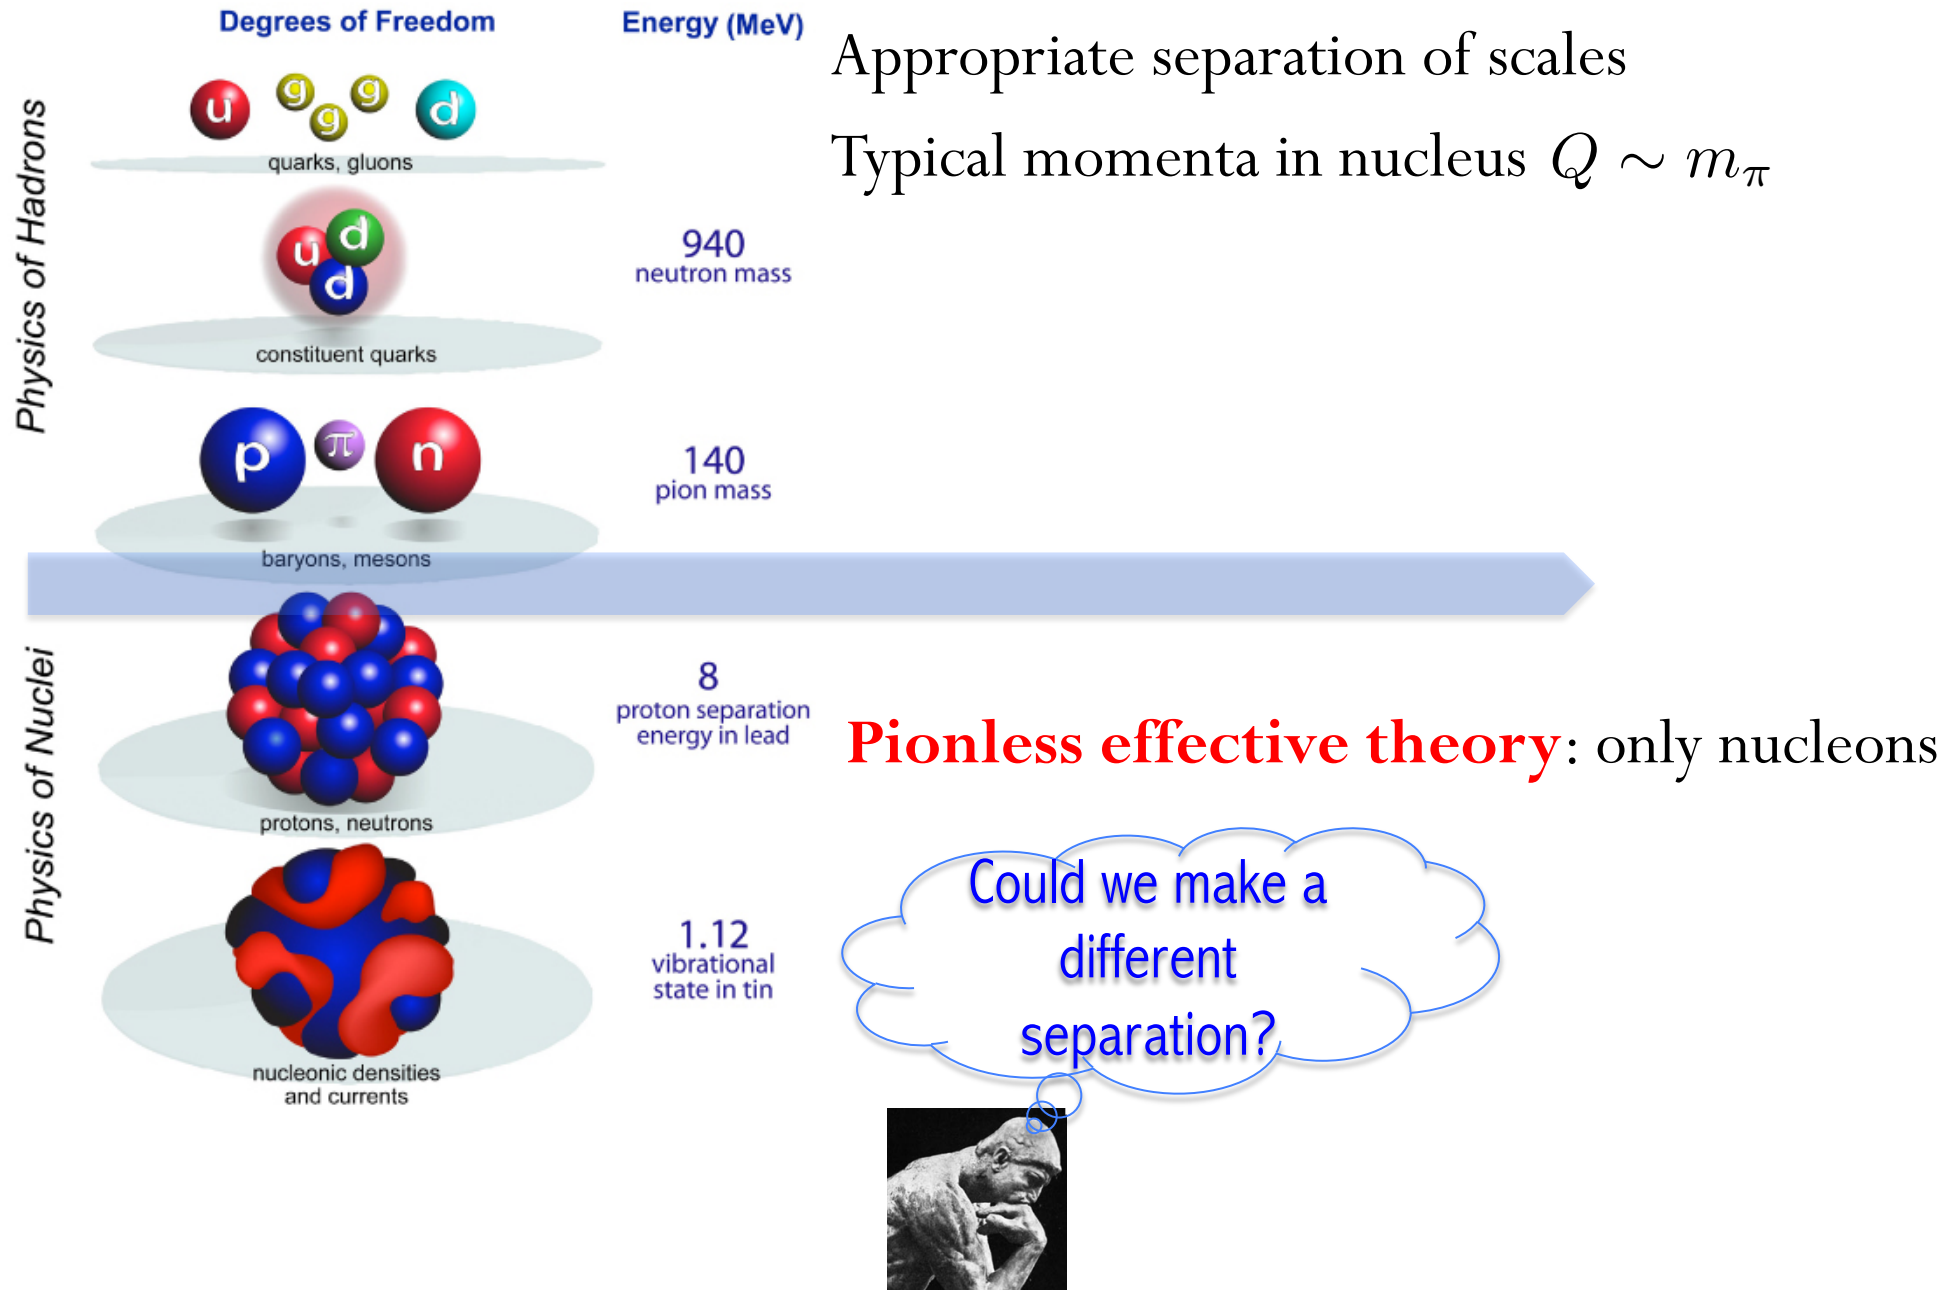 Degrees of Freedom
Energy (MeV)
Appropriate separation of scales
Typical momenta in nucleus Q ∼ m_π
Physics of Hadrons
u g g g d
quarks, gluons
u d d
constituent quarks
940
neutron mass
p π n
baryons, mesons
140
pion mass
Physics of Nuclei
protons, neutrons
8
proton separation
energy in lead
Pionless effective theory: only nucleons
nucleonic densities
and currents
1.12
vibrational
state in tin
Could we make a
different
separation?